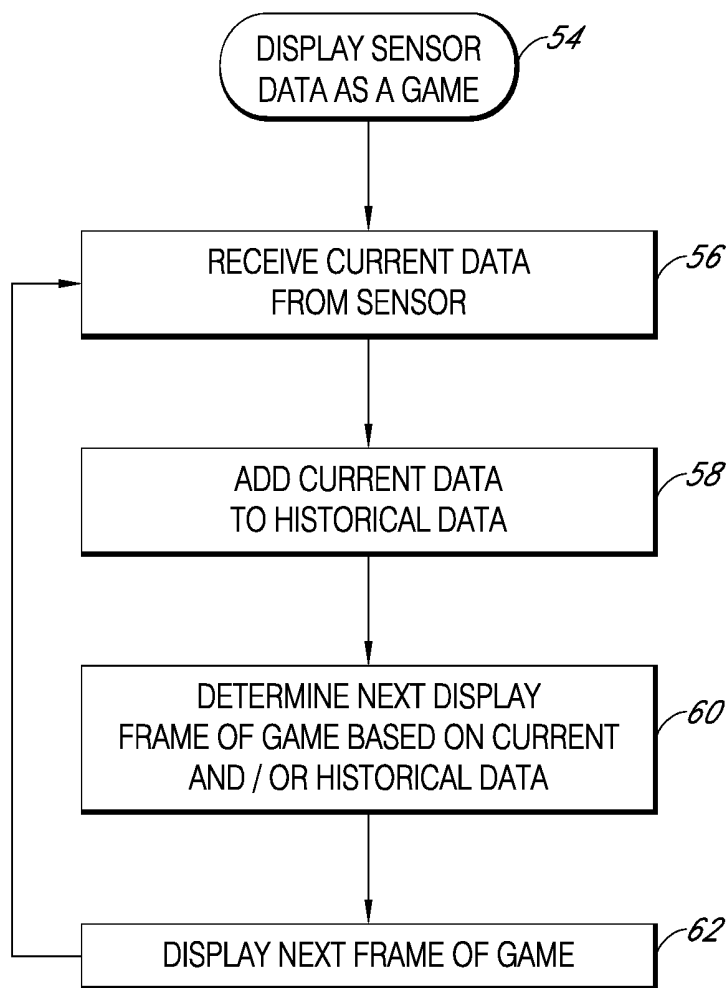 DISPLAY SENSOR
DATA AS A GAME
54
RECEIVE CURRENT DATA
FROM SENSOR
56
ADD CURRENT DATA
TO HISTORICAL DATA
58
DETERMINE NEXT DISPLAY
FRAME OF GAME BASED ON CURRENT
AND / OR HISTORICAL DATA
60
DISPLAY NEXT FRAME OF GAME
62